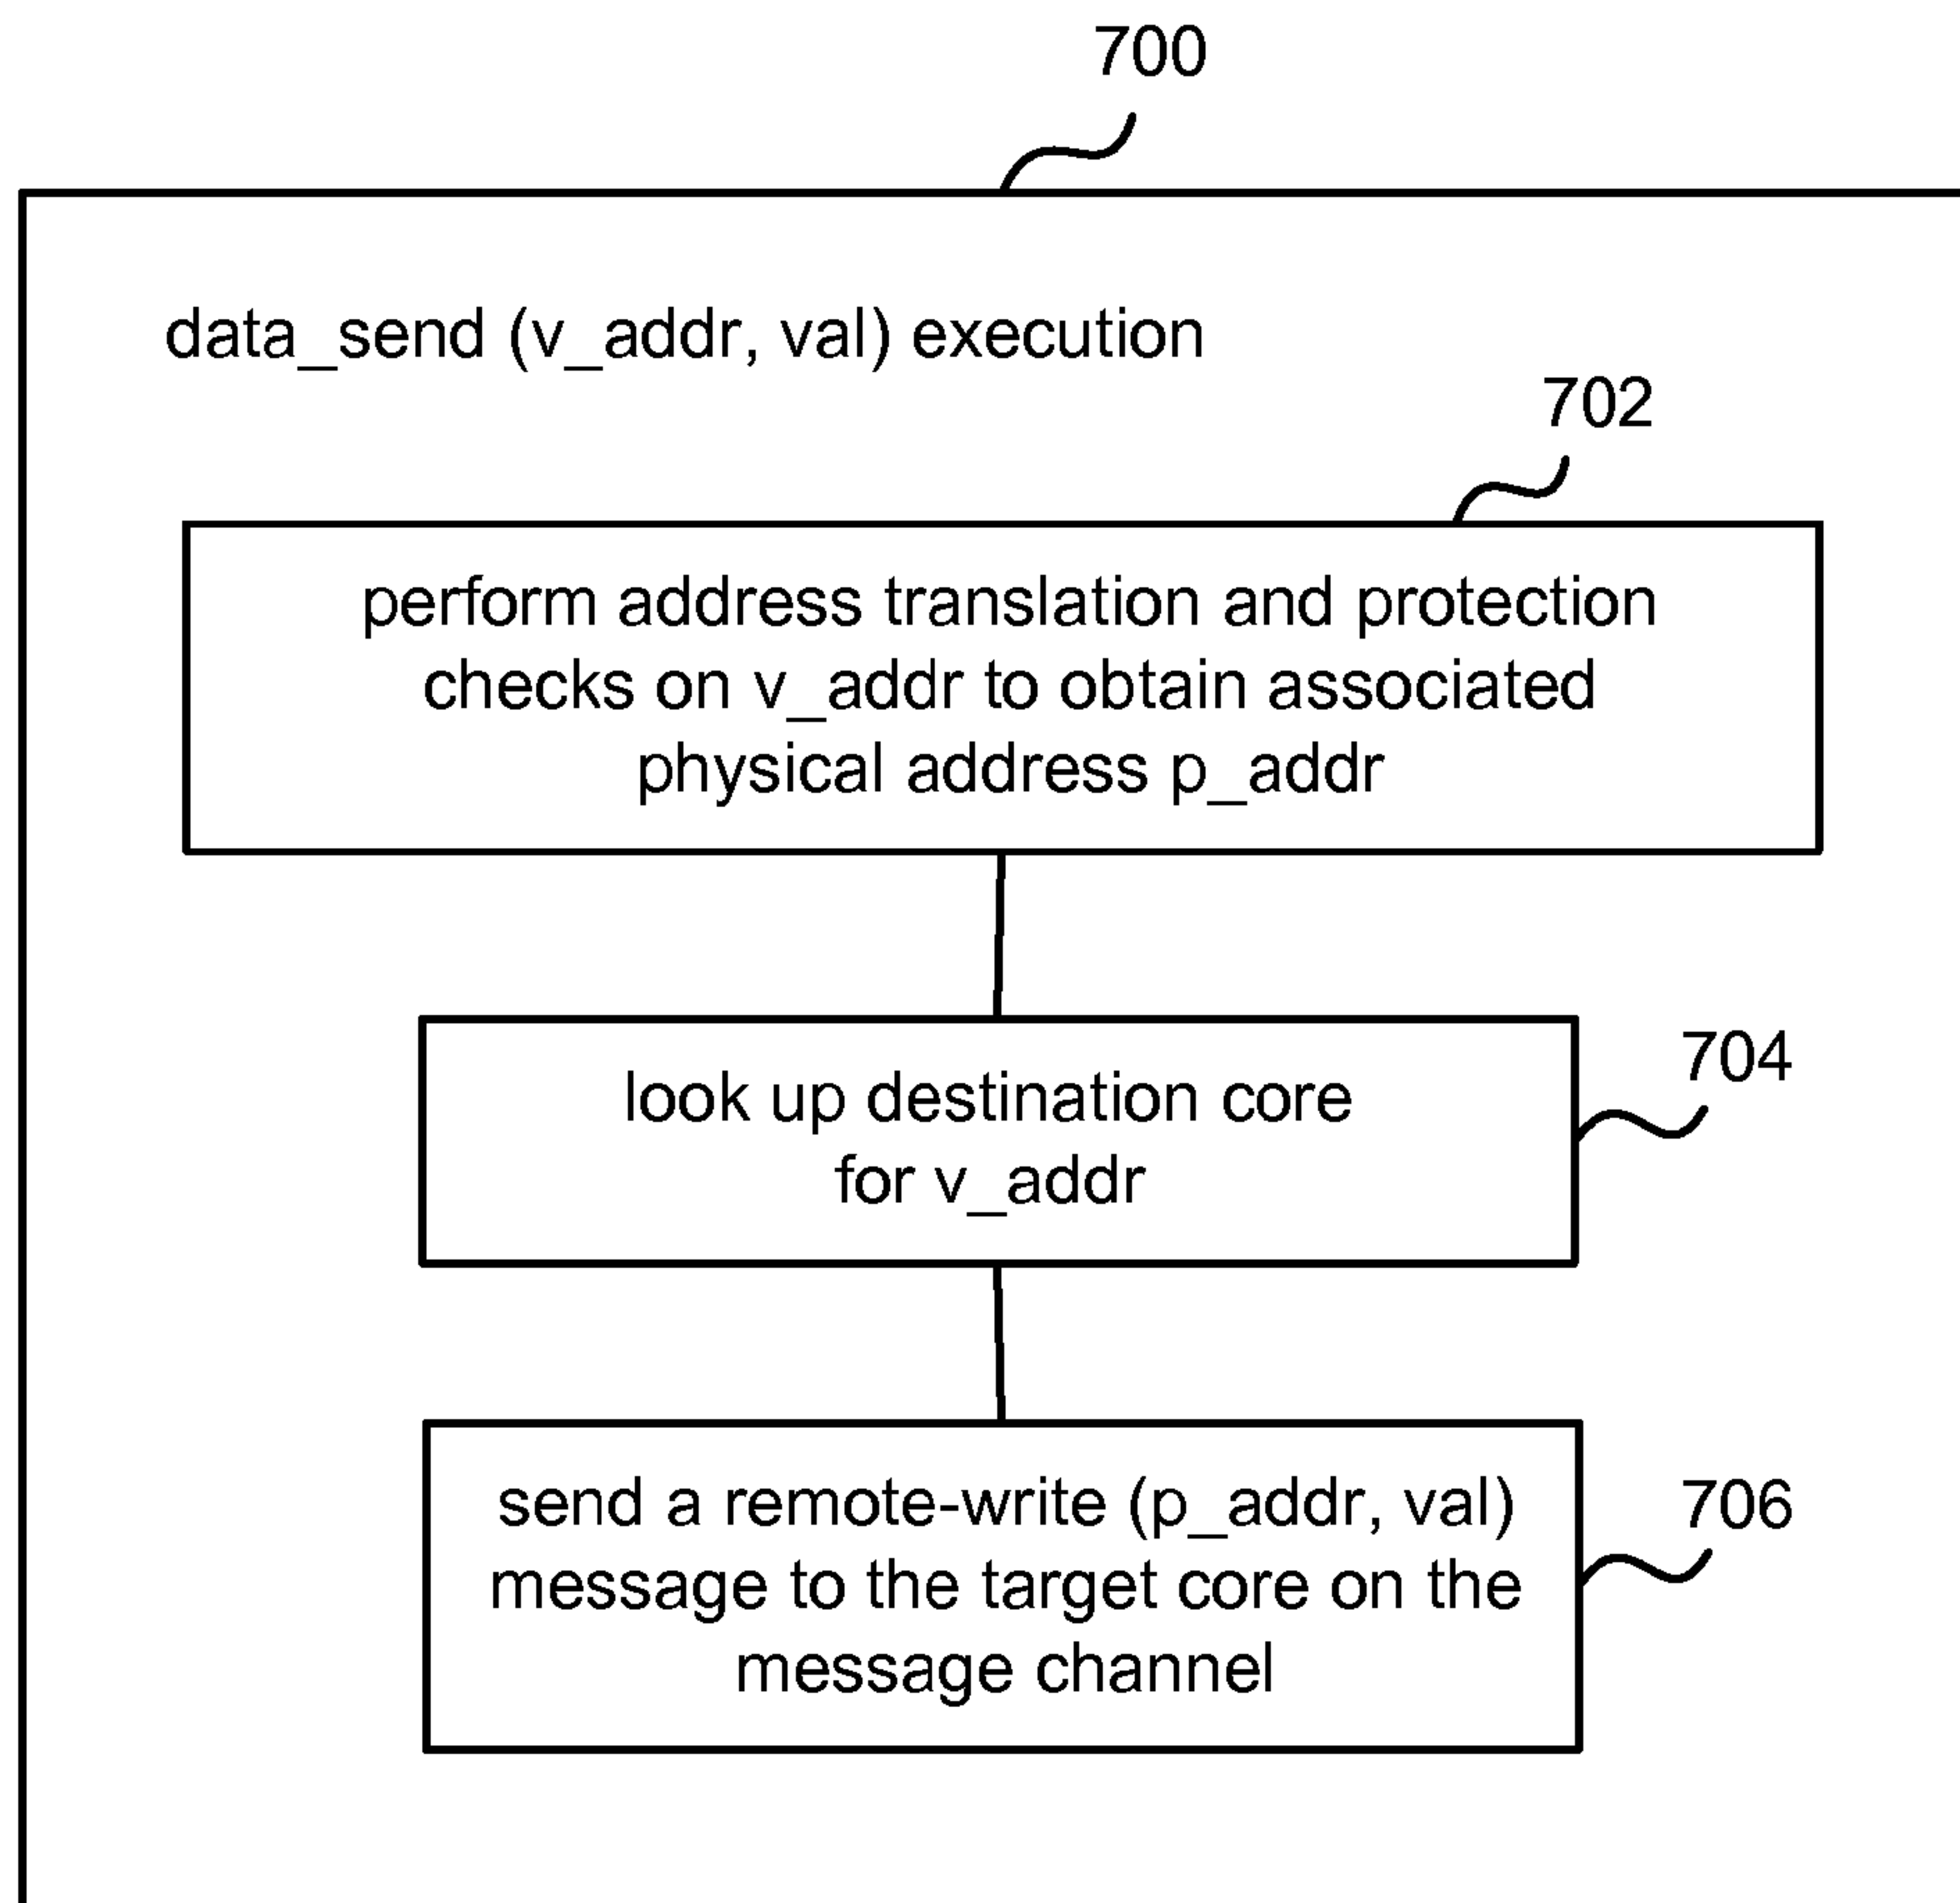 700
data_send (v_addr, val) execution
702
perform address translation and protection
checks on v_addr to obtain associated
physical address p_addr
look up destination core
for v_addr
704
send a remote-write (p_addr, val)
message to the target core on the
message channel
706